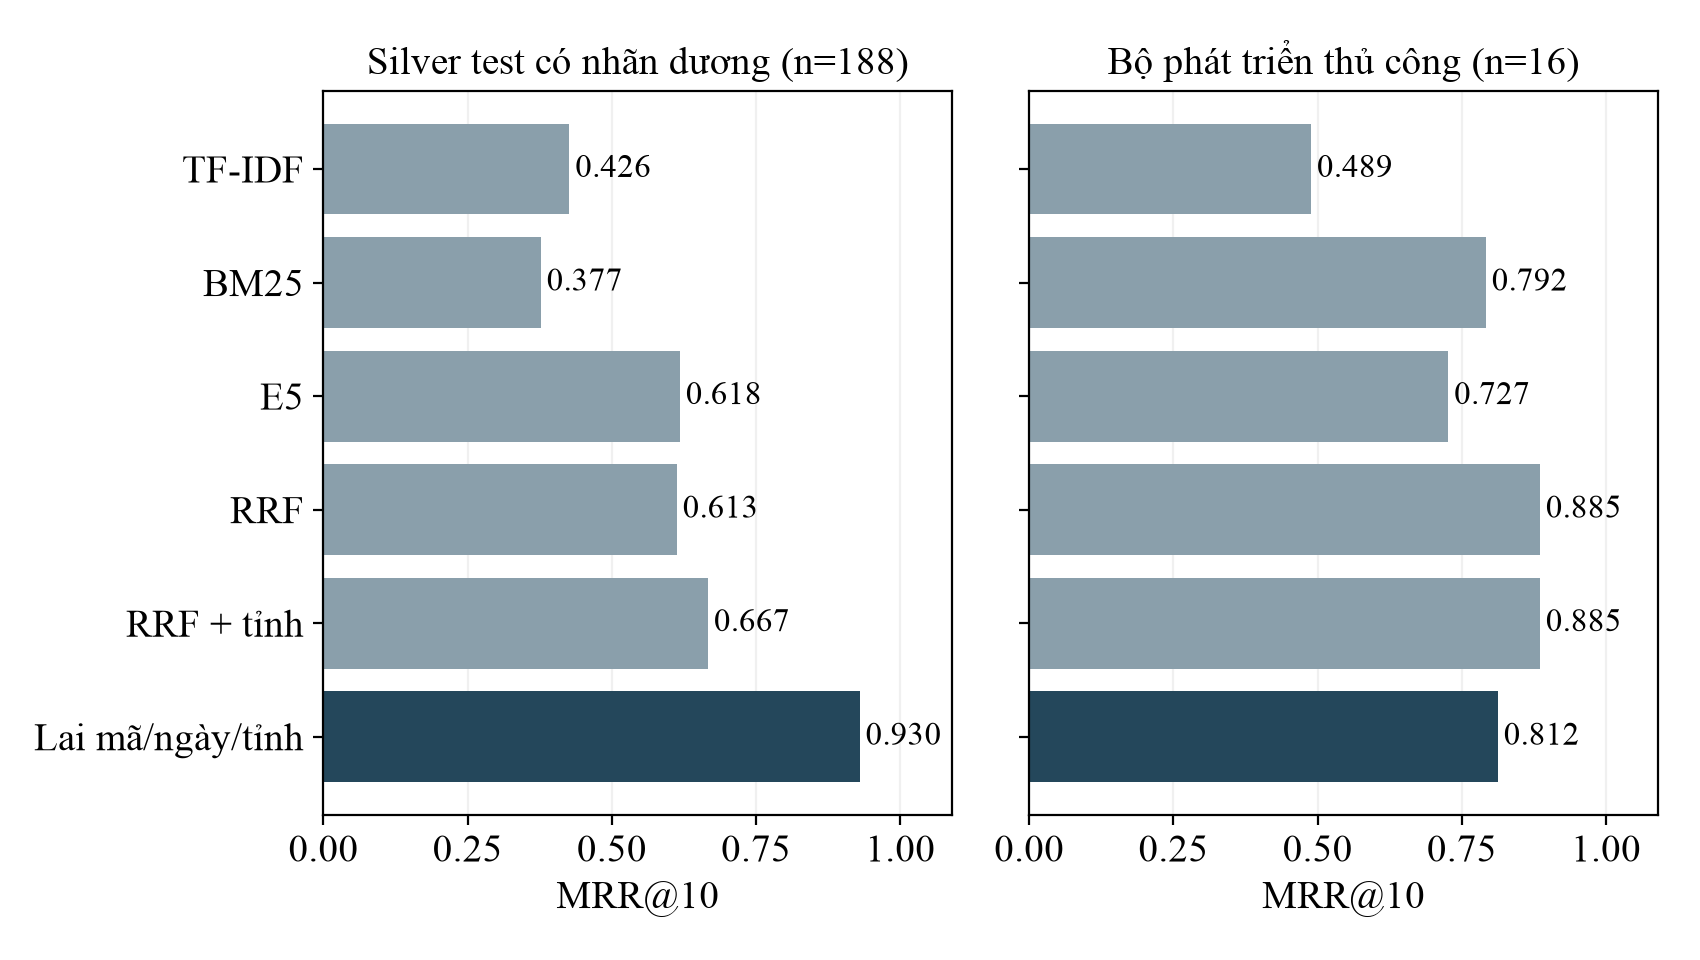 Silver test có nhãn dương (n=188)
TF-IDF
0.426
BM25
0.377
E5
0.618
RRF
0.613
RRF + tỉnh
0.667
Lai mã/ngày/tỉnh
0.930
0.00 0.25 0.50 0.75 1.00
MRR@10
Bộ phát triển thủ công (n=16)
0.489
0.792
0.727
0.885
0.885
0.812
0.00 0.25 0.50 0.75 1.00
MRR@10